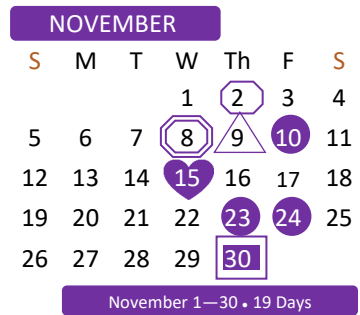 NOVEMBER
S M T W Th F S
1 2 3 4
5 6 7 8 9 10 11
12 13 14 15 16 17 18
19 20 21 22 23 24 25
26 27 28 29 30
November 1—30 • 19 Days